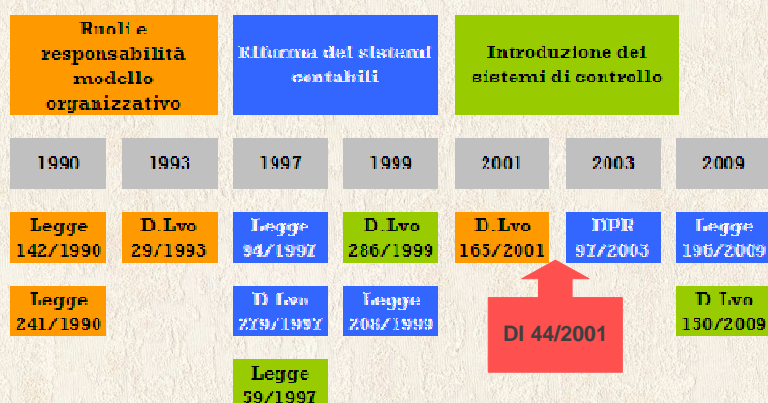 Ruoli e
responsabilità
modello
organizzativo
Riforma dei sistemi
contabili
Introduzione dei
sistemi di controllo
1990
1993
1997
1999
2001
2003
2009
Legge
142/1990
D.Lvo
29/1993
Legge
94/1997
D.Lvo
286/1999
D.Lvo
165/2001
DPR
97/2003
Legge
196/2009
Legge
241/1990
D.Lvo
279/1997
Legge
208/1999
DI 44/2001
D.Lvo
150/2009
Legge
59/1997